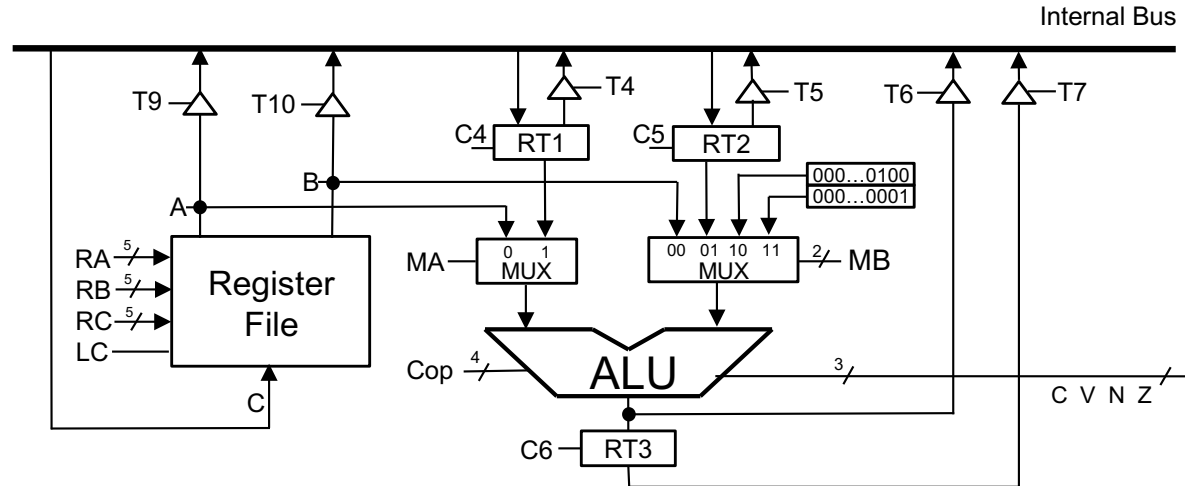 Internal Bus
T9
T10
T4
T5
T6
T7
C4
RT1
C5
RT2
000...0100
000...0001
B
A
RA
5
RB
5
RC
5
LC
Register
File
C
MA
0 1
MUX
00 01 10 11
MUX
2
MB
Cop
4
ALU
3
C V N Z
C6
RT3